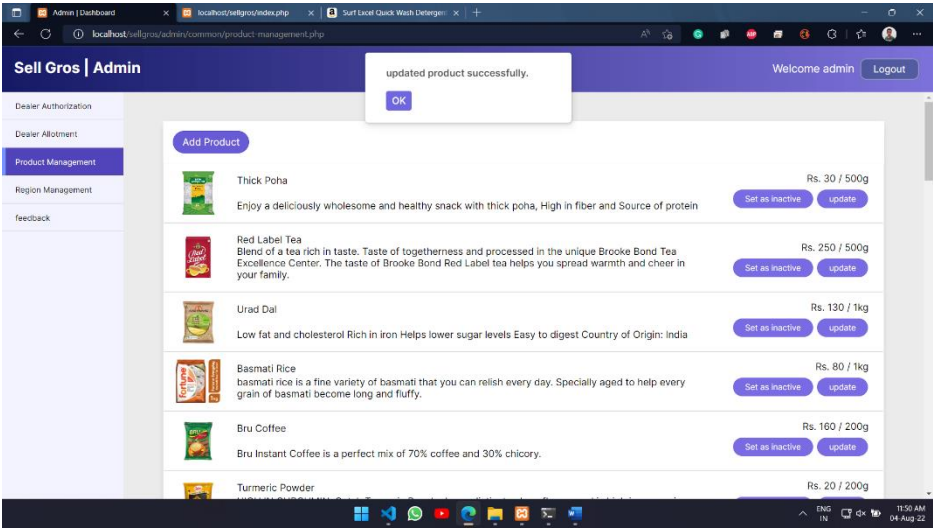 Admin | Dashboard
localhost/sellgros/index.php
Surf Excel Quick Wash Detergent
localhost/sellgros/admin/common/product-management.php
Sell Gros | Admin
updated product successfully.
OK
Welcome admin
Logout
Dealer Authorization
Dealer Allotment
Product Management
Region Management
feedback
Add Product
Thick Poha
Rs. 30 / 500g
Enjoy a deliciously wholesome and healthy snack with thick poha, High in fiber and Source of protein
Set as inactive
update
Red Label Tea
Rs. 250 / 500g
Blend of a tea rich in taste. Taste of togetherness and processed in the unique Brooke Bond Tea
Excellence Center. The taste of Brooke Bond Red Label tea helps you spread warmth and cheer in
your family.
Set as inactive
update
Urad Dal
Rs. 130 / 1kg
Low fat and cholesterol Rich in iron Helps lower sugar levels Easy to digest Country of Origin: India
Set as inactive
update
Basmati Rice
Rs. 80 / 1kg
basmati rice is a fine variety of basmati that you can relish every day. Specially aged to help every
grain of basmati become long and fluffy.
Set as inactive
update
Bru Coffee
Rs. 160 / 200g
Bru Instant Coffee is a perfect mix of 70% coffee and 30% chicory.
Set as inactive
update
Turmeric Powder
Rs. 20 / 200g
ENG
IN
11:50 AM
04-Aug-22